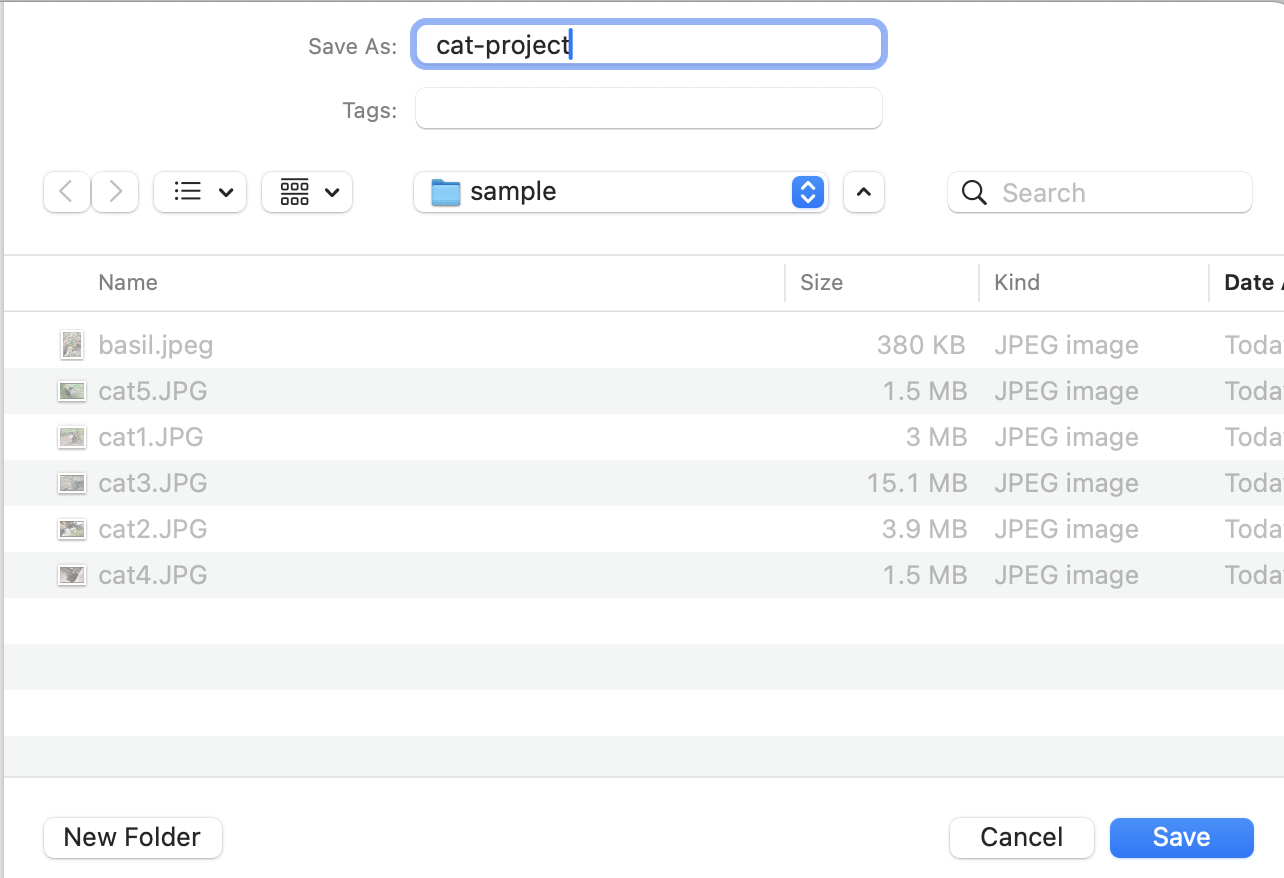 Save As: cat-project
Tags:
sample
Search
Name Size Kind Date
basil.jpeg 380 KB JPEG image Toda
cat5.JPG 1.5 MB JPEG image Toda
cat1.JPG 3 MB JPEG image Toda
cat3.JPG 15.1 MB JPEG image Toda
cat2.JPG 3.9 MB JPEG image Toda
cat4.JPG 1.5 MB JPEG image Toda
New Folder Cancel Save